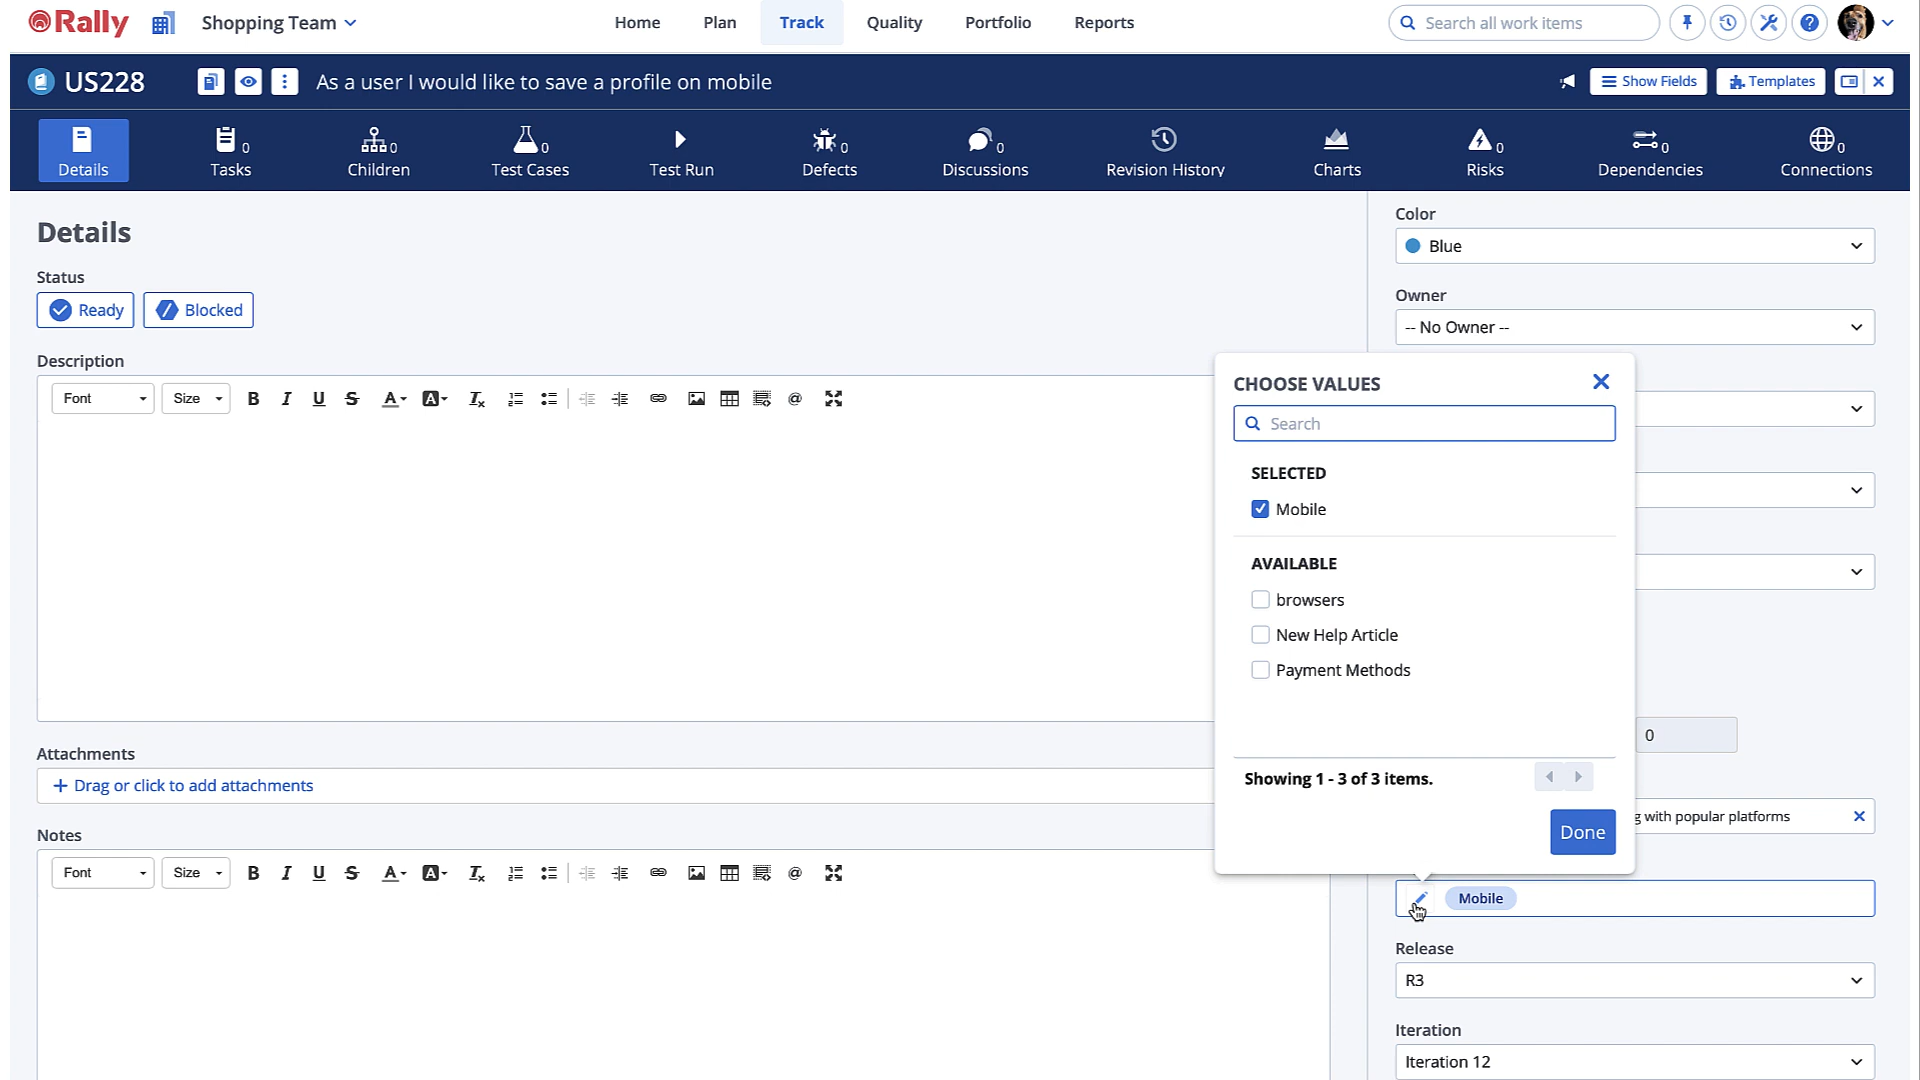 Rally
Shopping Team
Home
Plan
Track
Quality
Portfolio
Reports
Search all work items
US228
As a user I would like to save a profile on mobile
Show Fields
Templates
Details
0
Tasks
0
Children
0
Test Cases
Test Run
0
Defects
0
Discussions
Revision History
Charts
0
Risks
0
Dependencies
0
Connections
Details
Status
Ready
Blocked
Description
Font
Size
Attachments
+ Drag or click to add attachments
Notes
Font
Size
Color
Blue
Owner
-- No Owner --
CHOOSE VALUES
Search
SELECTED
Mobile
AVAILABLE
browsers
New Help Article
Payment Methods
Showing 1 - 3 of 3 items.
Done
0
g with popular platforms
Mobile
Release
R3
Iteration
Iteration 12